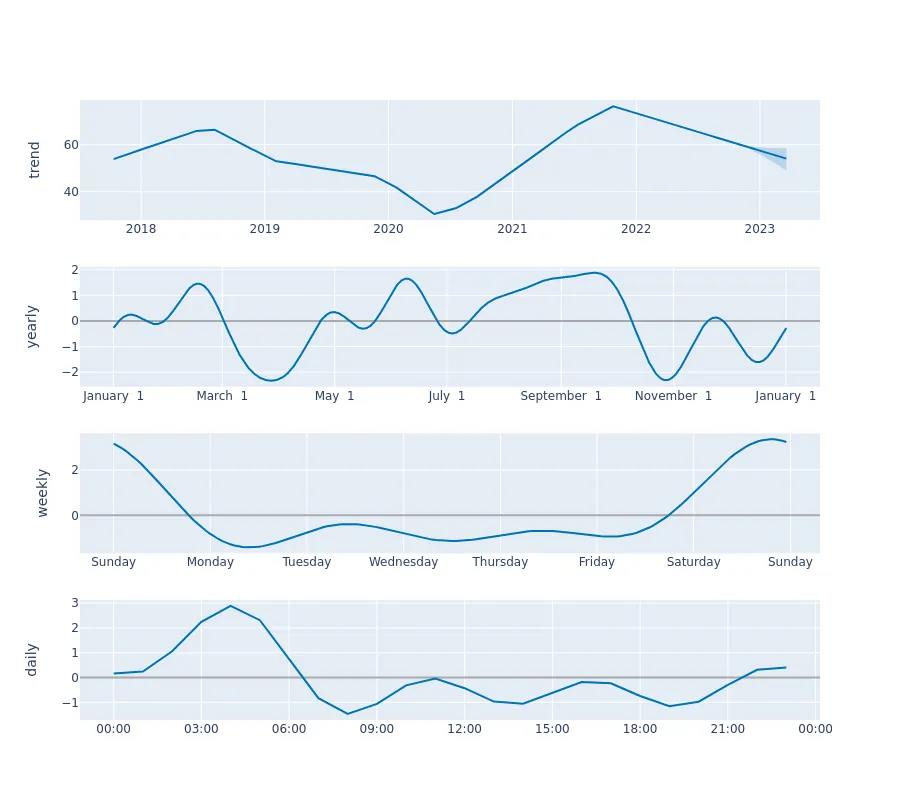 trend
60
40
2018 2019 2020 2021 2022 2023
yearly
2
1
0
−1
−2
January 1 March 1 May 1 July 1 September 1 November 1 January 1
weekly
2
0
Sunday Monday Tuesday Wednesday Thursday Friday Saturday Sunday
daily
3
2
1
0
−1
00:00 03:00 06:00 09:00 12:00 15:00 18:00 21:00 00:00